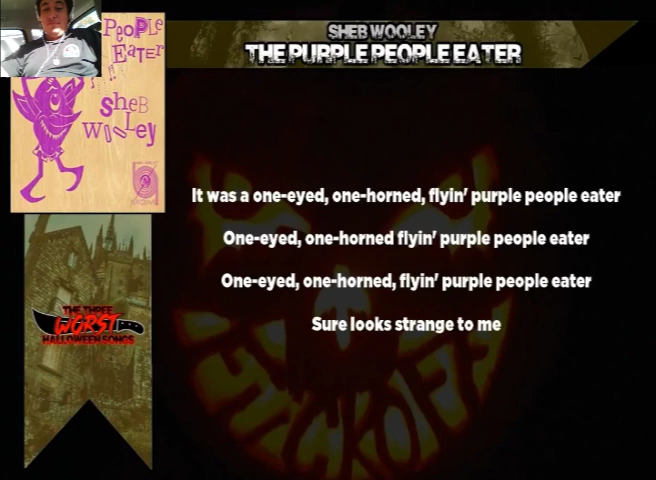 PeoPLe
EaTer
sheB
WooLey
SHEB WOOLEY
THE PURPLE PEOPLE EATER
It was a one-eyed, one-horned, flyin' purple people eater
One-eyed, one-horned flyin' purple people eater
One-eyed, one-horned, flyin' purple people eater
Sure looks strange to me
THE THREE
WORST
HALLOWEEN SONGS